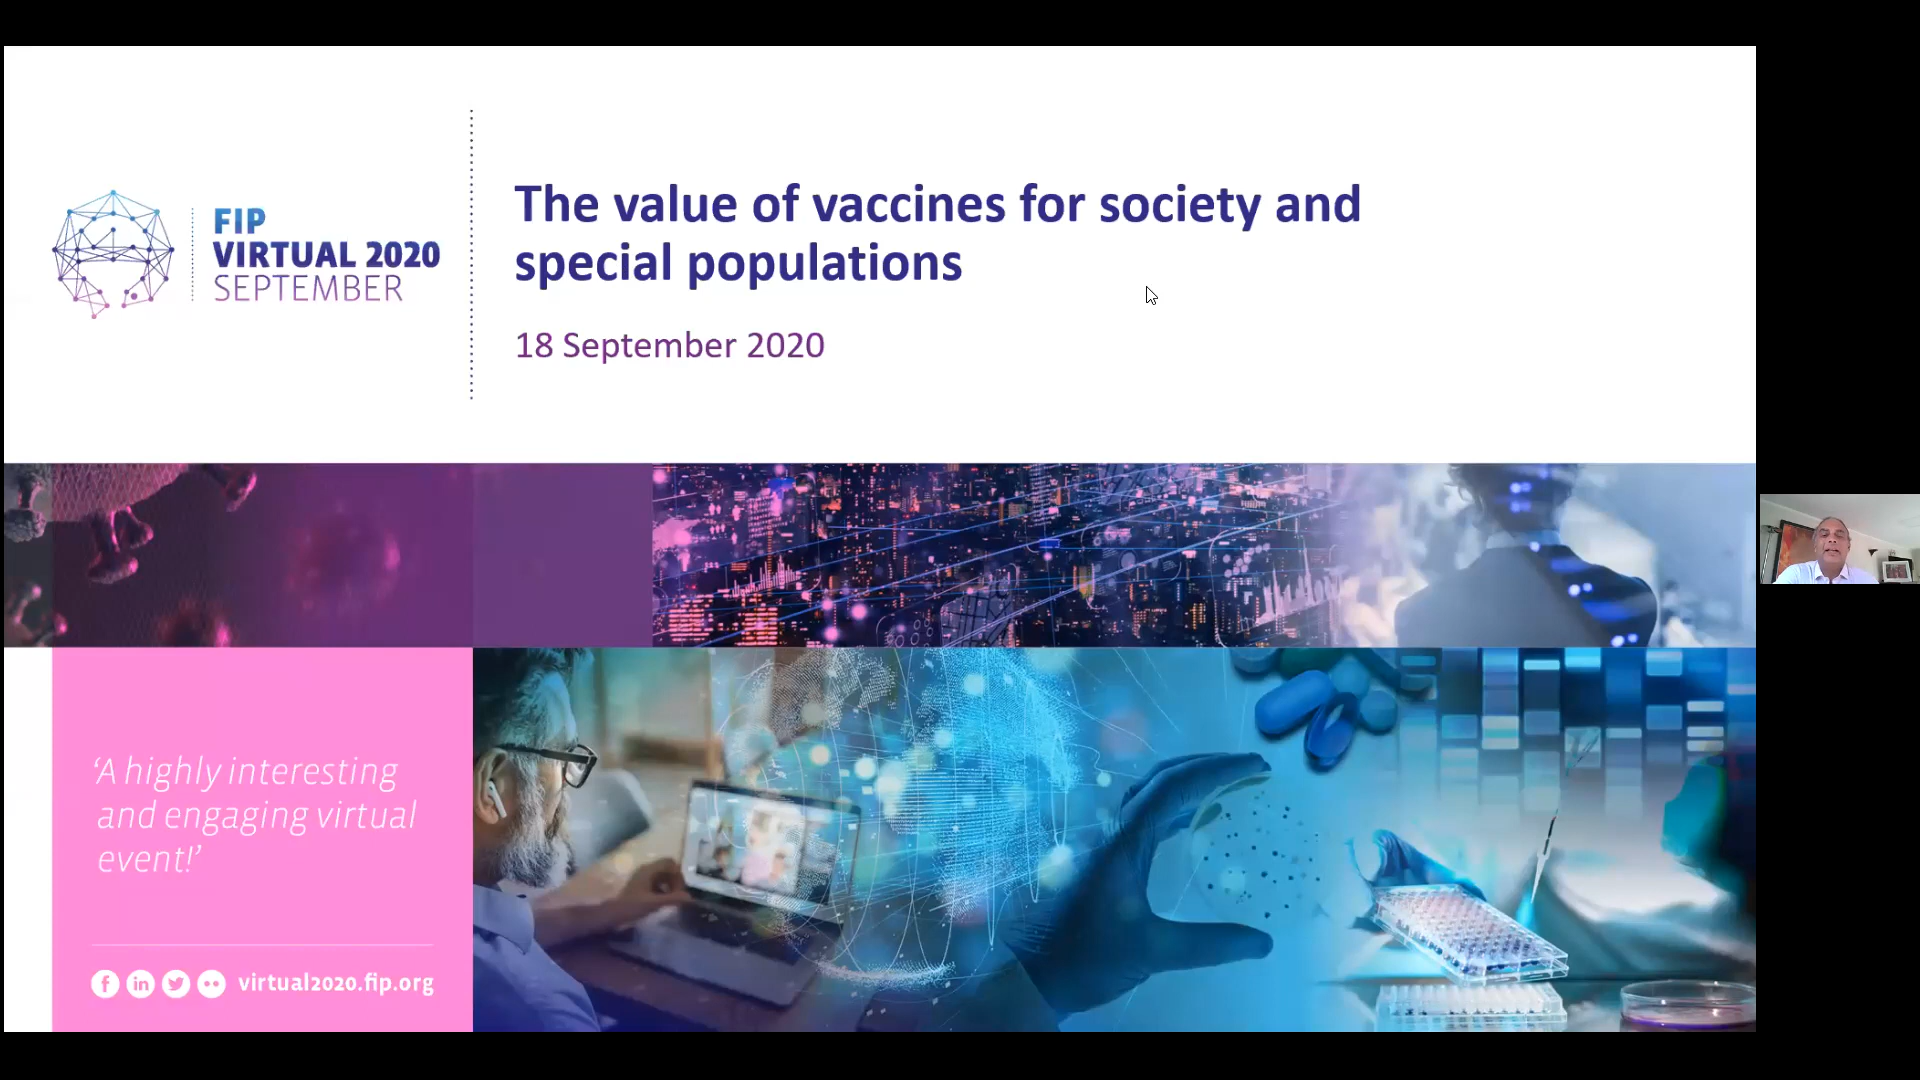 FIP
VIRTUAL 2020
SEPTEMBER
The value of vaccines for society and
special populations
18 September 2020
‘A highly interesting
and engaging virtual
event!’
virtual2020.fip.org